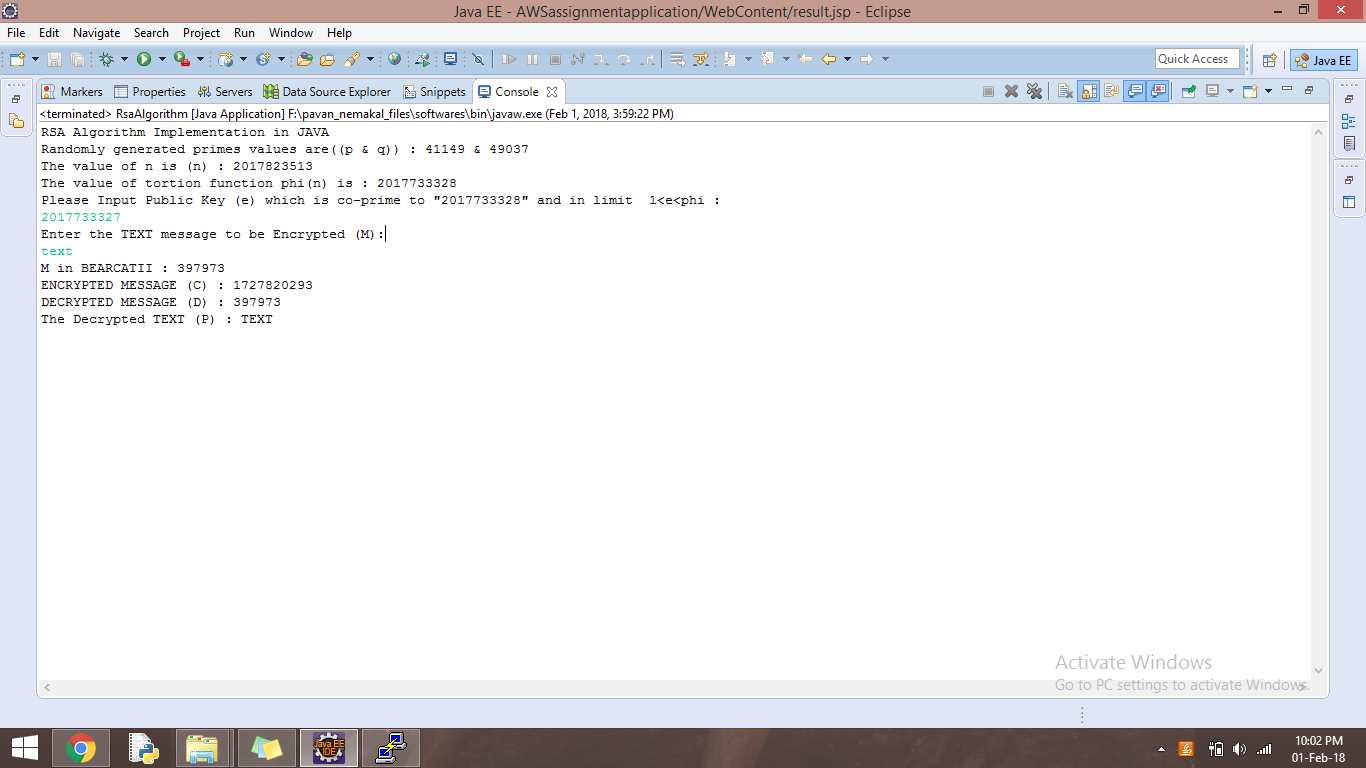 Java EE - AWSassignmentapplication/WebContent/result.jsp - Eclipse
File Edit Navigate Search Project Run Window Help
Quick Access Java EE
Markers Properties Servers Data Source Explorer Snippets Console
<terminated> RsaAlgorithm [Java Application] F:\pavan_nemakal_files\softwares\bin\javaw.exe (Feb 1, 2018, 3:59:22 PM)
RSA Algorithm Implementation in JAVA
Randomly generated primes values are((p & q)) : 41149 & 49037
The value of n is (n) : 2017823513
The value of tortion function phi(n) is : 2017733328
Please Input Public Key (e) which is co-prime to "2017733328" and in limit  1<e<phi :
2017733327
Enter the TEXT message to be Encrypted (M):
text
M in BEARCATII : 397973
ENCRYPTED MESSAGE (C) : 1727820293
DECRYPTED MESSAGE (D) : 397973
The Decrypted TEXT (P) : TEXT
Activate Windows
Go to PC settings to activate Windows.
Java EE
IDE
10:02 PM
01-Feb-18